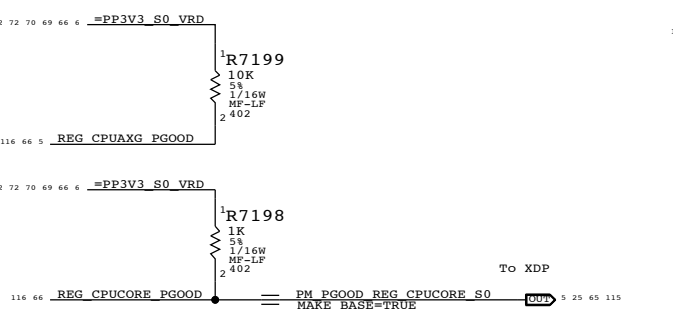 2 72 70 69 66 6 =PP3V3_S0_VRD
1 R7199
10K
5%
1/16W
MF-LF
2 402
116 66 5 REG_CPUAXG_PGOOD
2 72 70 69 66 6 =PP3V3_S0_VRD
1 R7198
1K
5%
1/16W
MF-LF
2 402
To XDP
116 66 REG_CPUCORE_PGOOD PM_PGOOD_REG_CPUCORE_S0 OUT 5 25 65 115
MAKE_BASE=TRUE